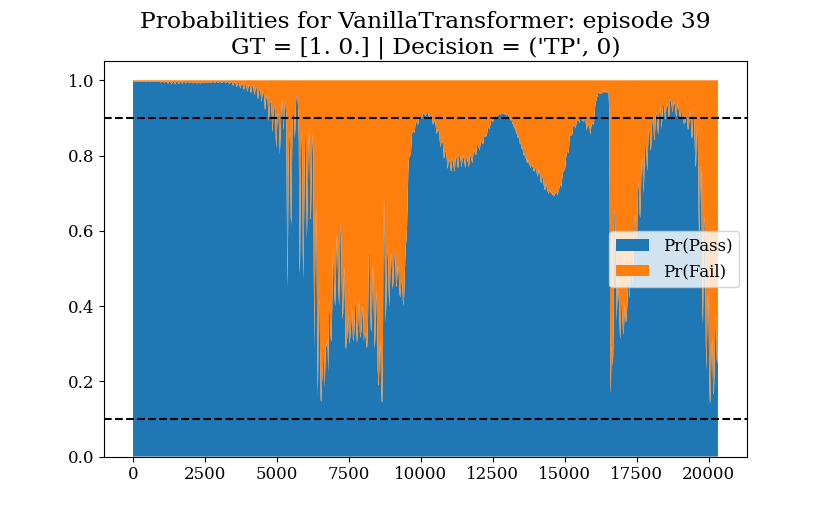 Probabilities for VanillaTransformer: episode 39
GT = [1. 0.] | Decision = ('TP', 0)
1.0
0.8
0.6
0.4
0.2
0.0
Pr(Pass)
Pr(Fail)
0 2500 5000 7500 10000 12500 15000 17500 20000